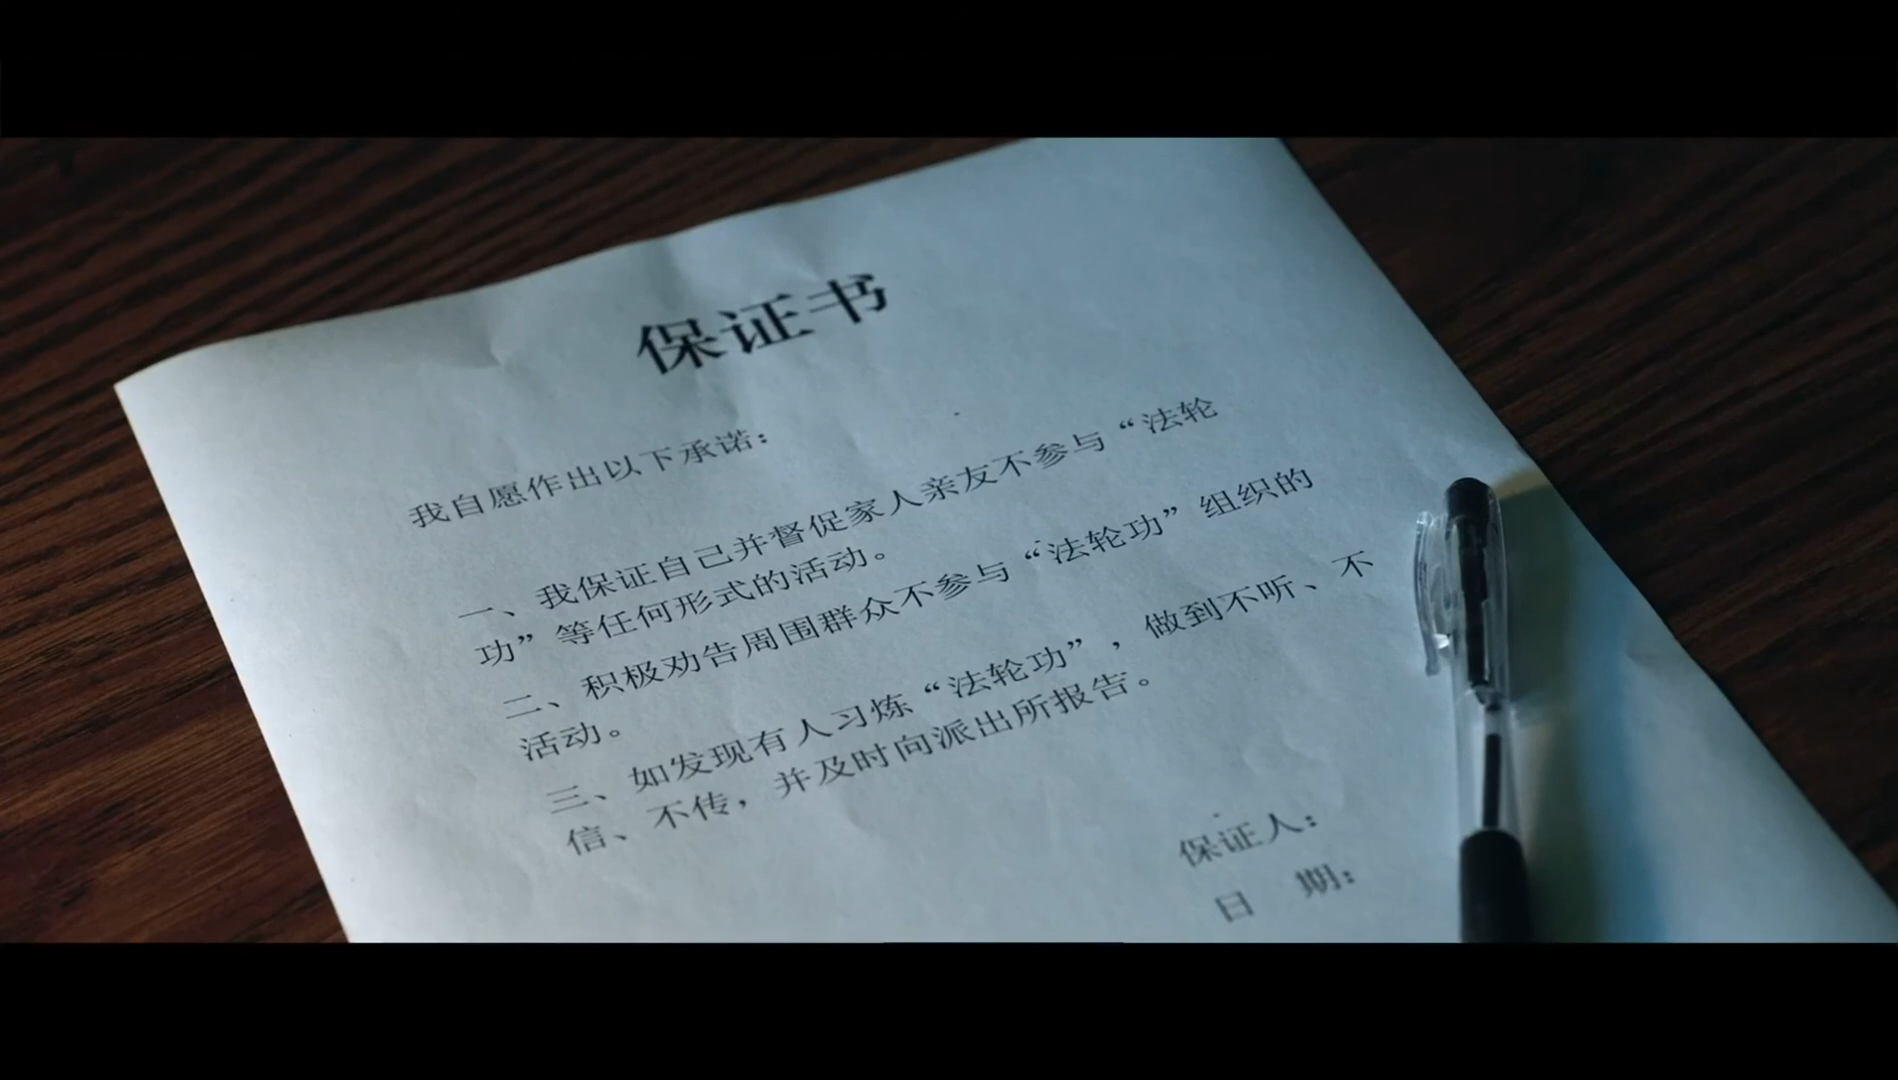 保证书
我自愿作出以下承诺：
一、我保证自己并督促家人亲友不参与“法轮
功”等任何形式的活动。
二、积极劝告周围群众不参与“法轮功”组织的
活动。
三、如发现有人习炼“法轮功”，做到不听、不
信、不传，并及时向派出所报告。
保证人：
日 期：